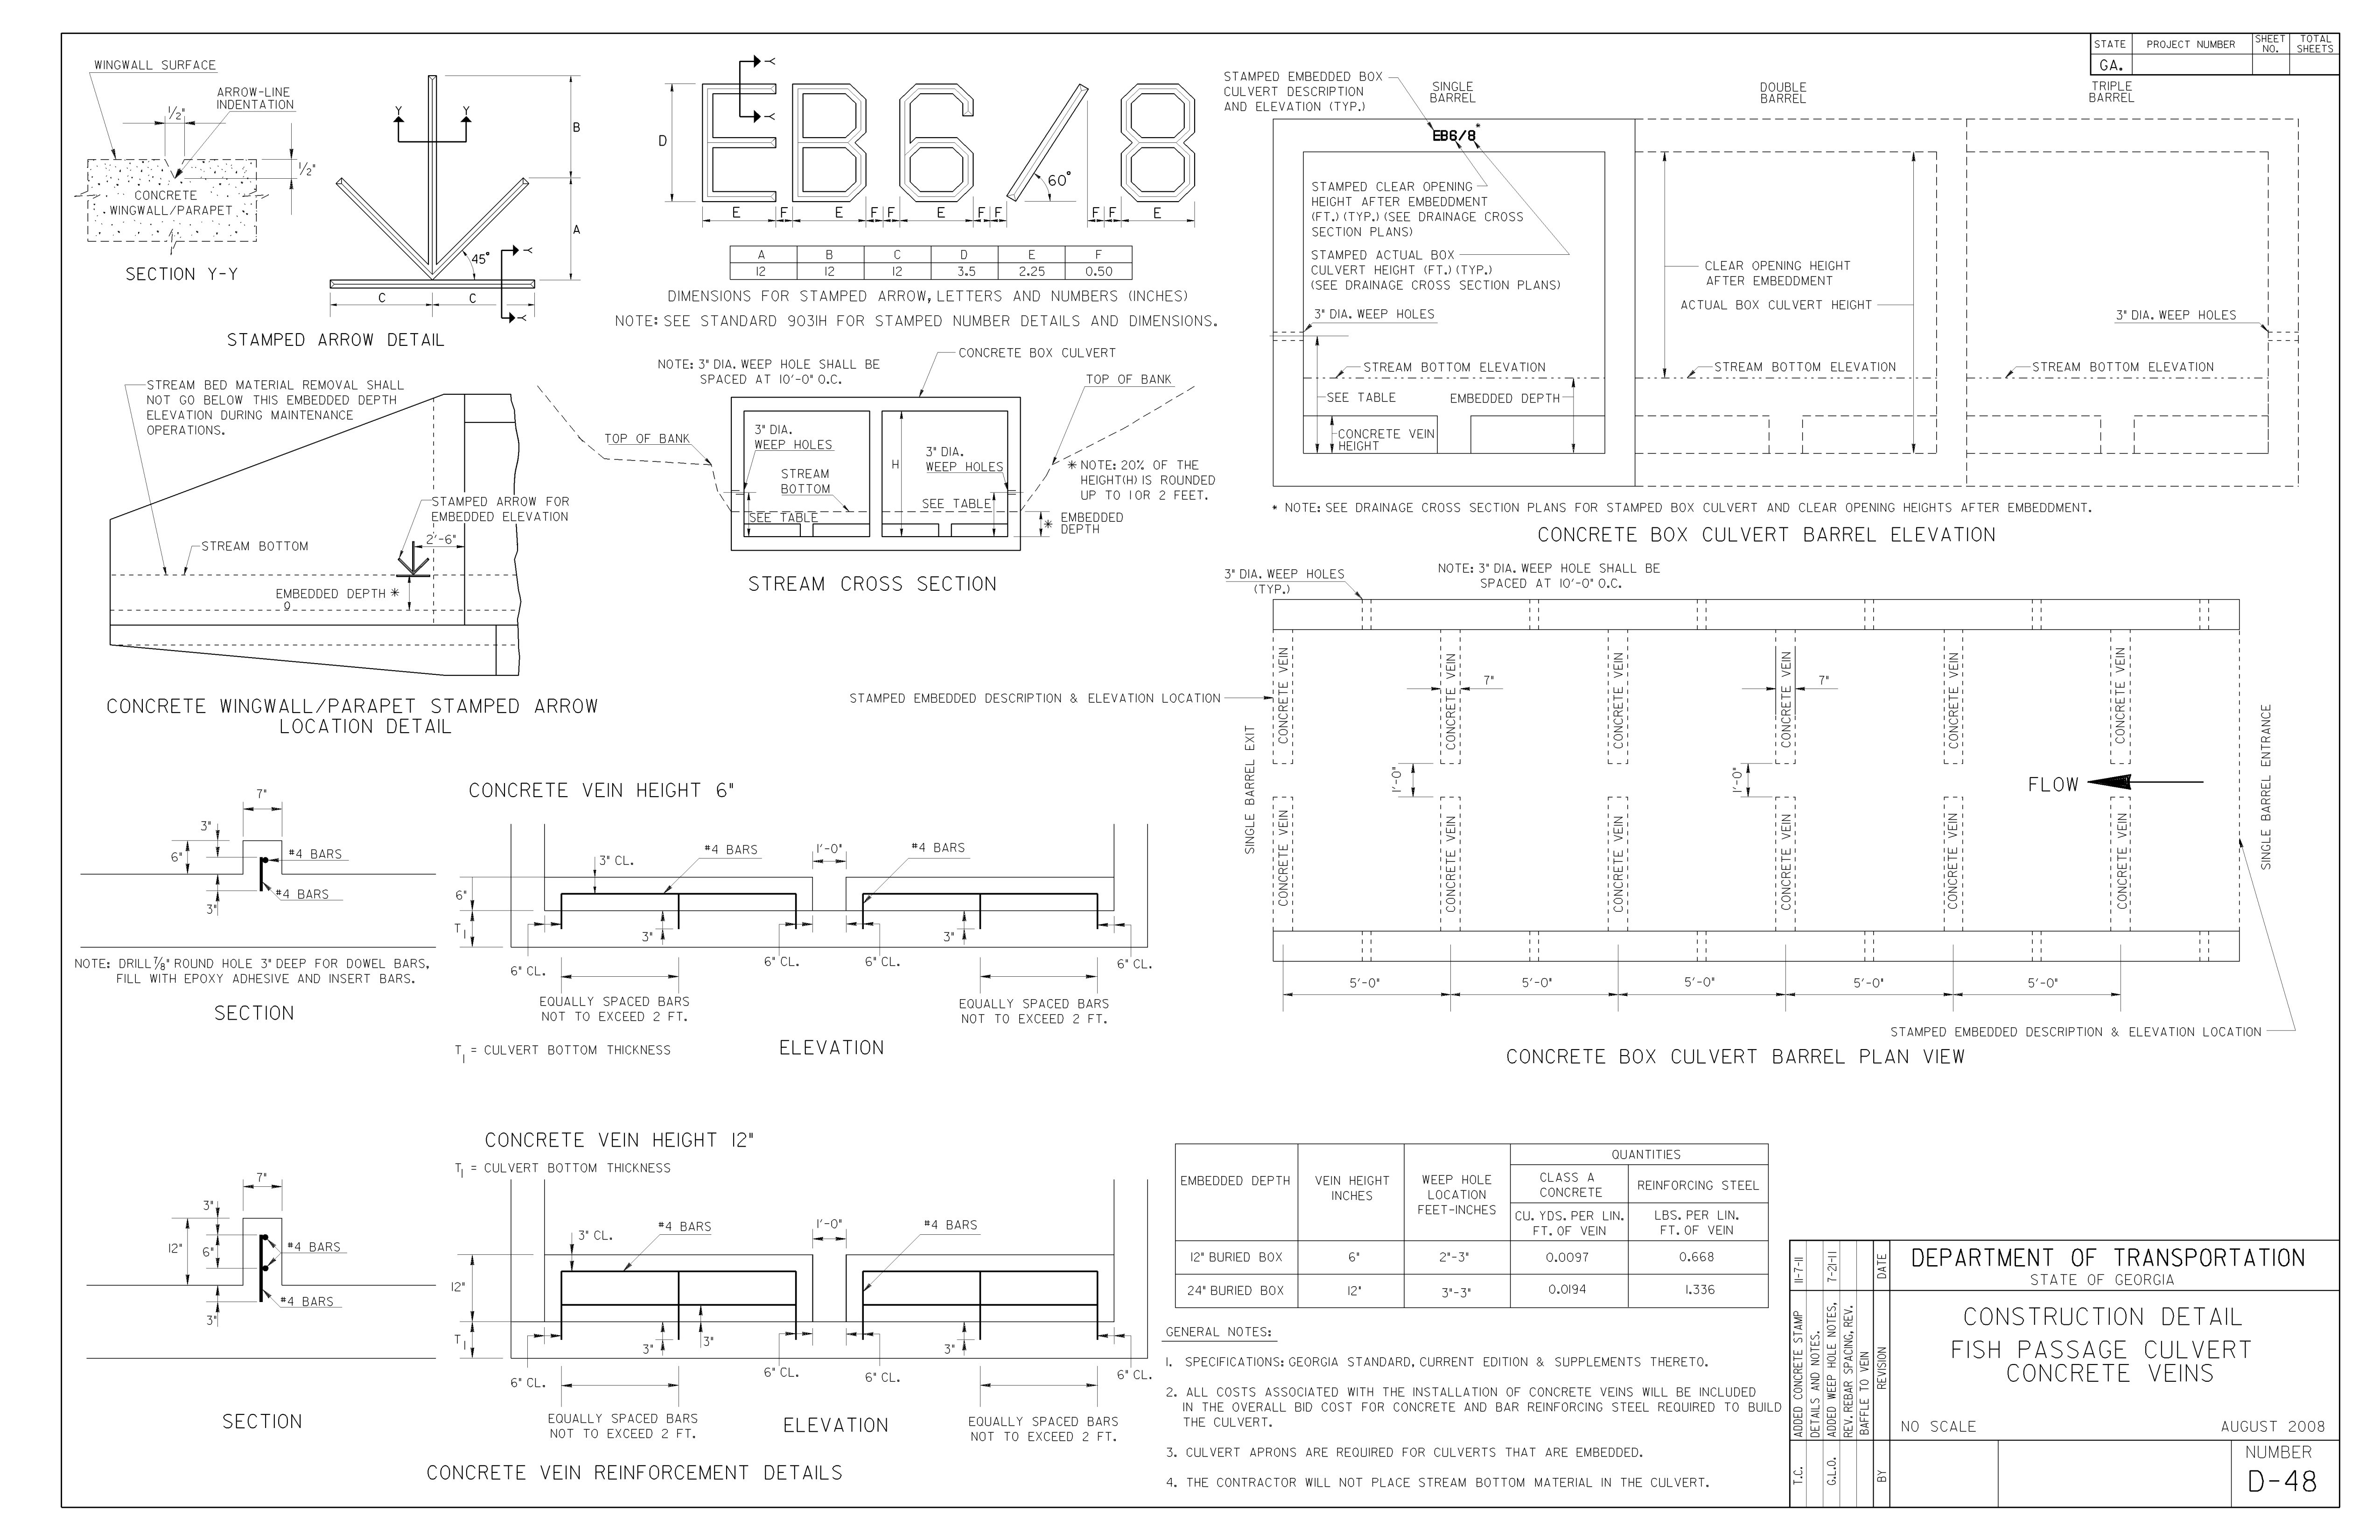 STATE
PROJECT NUMBER
SHEET NO.
TOTAL SHEETS
GA.
WINGWALL SURFACE
ARROW-LINE
INDENTATION
1/2"
1/2"
CONCRETE
WINGWALL/PARAPET
SECTION Y-Y
Y
Y
B
A
45°
C
C
Y
Y
STAMPED ARROW DETAIL
Y
Y
EB6/8
D
60°
E F E F F E F F F F E
A B C D E F
12 12 12 3.5 2.25 0.50
DIMENSIONS FOR STAMPED ARROW, LETTERS AND NUMBERS (INCHES)
NOTE: SEE STANDARD 9031H FOR STAMPED NUMBER DETAILS AND DIMENSIONS.
STAMPED EMBEDDED BOX
CULVERT DESCRIPTION
AND ELEVATION (TYP.)
SINGLE
BARREL
DOUBLE
BARREL
TRIPLE
BARREL
EB6/8*
STAMPED CLEAR OPENING
HEIGHT AFTER EMBEDDMENT
(FT.) (TYP.) (SEE DRAINAGE CROSS
SECTION PLANS)
STAMPED ACTUAL BOX
CULVERT HEIGHT (FT.) (TYP.)
(SEE DRAINAGE CROSS SECTION PLANS)
3" DIA. WEEP HOLES
STREAM BOTTOM ELEVATION
SEE TABLE
EMBEDDED DEPTH
CONCRETE VEIN
HEIGHT
CLEAR OPENING HEIGHT
AFTER EMBEDDMENT
ACTUAL BOX CULVERT HEIGHT
STREAM BOTTOM ELEVATION
3" DIA. WEEP HOLES
STREAM BOTTOM ELEVATION
* NOTE: SEE DRAINAGE CROSS SECTION PLANS FOR STAMPED BOX CULVERT AND CLEAR OPENING HEIGHTS AFTER EMBEDDMENT.
CONCRETE BOX CULVERT BARREL ELEVATION
STREAM BED MATERIAL REMOVAL SHALL
NOT GO BELOW THIS EMBEDDED DEPTH
ELEVATION DURING MAINTENANCE
OPERATIONS.
STAMPED ARROW FOR
EMBEDDED ELEVATION
2'-6"
STREAM BOTTOM
EMBEDDED DEPTH *
0
CONCRETE WINGWALL/PARAPET STAMPED ARROW
LOCATION DETAIL
NOTE: 3" DIA. WEEP HOLE SHALL BE
SPACED AT 10'-0" O.C.
CONCRETE BOX CULVERT
TOP OF BANK
TOP OF BANK
3" DIA.
WEEP HOLES
STREAM
BOTTOM
SEE TABLE
H
3" DIA.
WEEP HOLES
SEE TABLE
* NOTE: 20% OF THE
HEIGHT(H) IS ROUNDED
UP TO 1 OR 2 FEET.
* EMBEDDED
DEPTH
STREAM CROSS SECTION
3" DIA. WEEP HOLES
(TYP.)
NOTE: 3" DIA. WEEP HOLE SHALL BE
SPACED AT 10'-0" O.C.
STAMPED EMBEDDED DESCRIPTION & ELEVATION LOCATION
SINGLE BARREL EXIT
CONCRETE VEIN
CONCRETE VEIN
CONCRETE VEIN
CONCRETE VEIN
CONCRETE VEIN
CONCRETE VEIN
7"
7"
1'-0"
1'-0"
FLOW
CONCRETE VEIN
CONCRETE VEIN
CONCRETE VEIN
CONCRETE VEIN
CONCRETE VEIN
CONCRETE VEIN
SINGLE BARREL ENTRANCE
5'-0"
5'-0"
5'-0"
5'-0"
5'-0"
STAMPED EMBEDDED DESCRIPTION & ELEVATION LOCATION
CONCRETE BOX CULVERT BARREL PLAN VIEW
CONCRETE VEIN HEIGHT 6"
7"
3"
6"
#4 BARS
#4 BARS
3"
NOTE: DRILL 7/8" ROUND HOLE 3" DEEP FOR DOWEL BARS,
FILL WITH EPOXY ADHESIVE AND INSERT BARS.
SECTION
3" CL.
#4 BARS
1'-0"
#4 BARS
6"
T1
3"
3"
6" CL.
6" CL.
6" CL.
6" CL.
EQUALLY SPACED BARS
NOT TO EXCEED 2 FT.
EQUALLY SPACED BARS
NOT TO EXCEED 2 FT.
T1 = CULVERT BOTTOM THICKNESS
ELEVATION
CONCRETE VEIN HEIGHT 12"
T1 = CULVERT BOTTOM THICKNESS
7"
3"
12"
6"
#4 BARS
#4 BARS
3"
SECTION
3" CL.
#4 BARS
1'-0"
#4 BARS
12"
T1
3"
3"
3"
6" CL.
6" CL.
6" CL.
6" CL.
EQUALLY SPACED BARS
NOT TO EXCEED 2 FT.
EQUALLY SPACED BARS
NOT TO EXCEED 2 FT.
ELEVATION
CONCRETE VEIN REINFORCEMENT DETAILS
EMBEDDED DEPTH
VEIN HEIGHT
INCHES
WEEP HOLE
LOCATION
FEET-INCHES
QUANTITIES
CLASS A
CONCRETE
REINFORCING STEEL
CU. YDS. PER LIN.
FT. OF VEIN
LBS. PER LIN.
FT. OF VEIN
12" BURIED BOX 6" 2"-3" 0.0097 0.668
24" BURIED BOX 12" 3"-3" 0.0194 1.336
GENERAL NOTES:
1. SPECIFICATIONS: GEORGIA STANDARD, CURRENT EDITION & SUPPLEMENTS THERETO.
2. ALL COSTS ASSOCIATED WITH THE INSTALLATION OF CONCRETE VEINS WILL BE INCLUDED
IN THE OVERALL BID COST FOR CONCRETE AND BAR REINFORCING STEEL REQUIRED TO BUILD
THE CULVERT.
3. CULVERT APRONS ARE REQUIRED FOR CULVERTS THAT ARE EMBEDDED.
4. THE CONTRACTOR WILL NOT PLACE STREAM BOTTOM MATERIAL IN THE CULVERT.
T.C. ADDED CONCRETE STAMP 11-7-11
DETAILS AND NOTES.
G.L.O. ADDED WEEP HOLE NOTES, 7-21-11
REV. REBAR SPACING, REV.
BAFFLE TO VEIN
BY REVISION DATE
DEPARTMENT OF TRANSPORTATION
STATE OF GEORGIA
CONSTRUCTION DETAIL
FISH PASSAGE CULVERT
CONCRETE VEINS
NO SCALE
AUGUST 2008
NUMBER
D-48